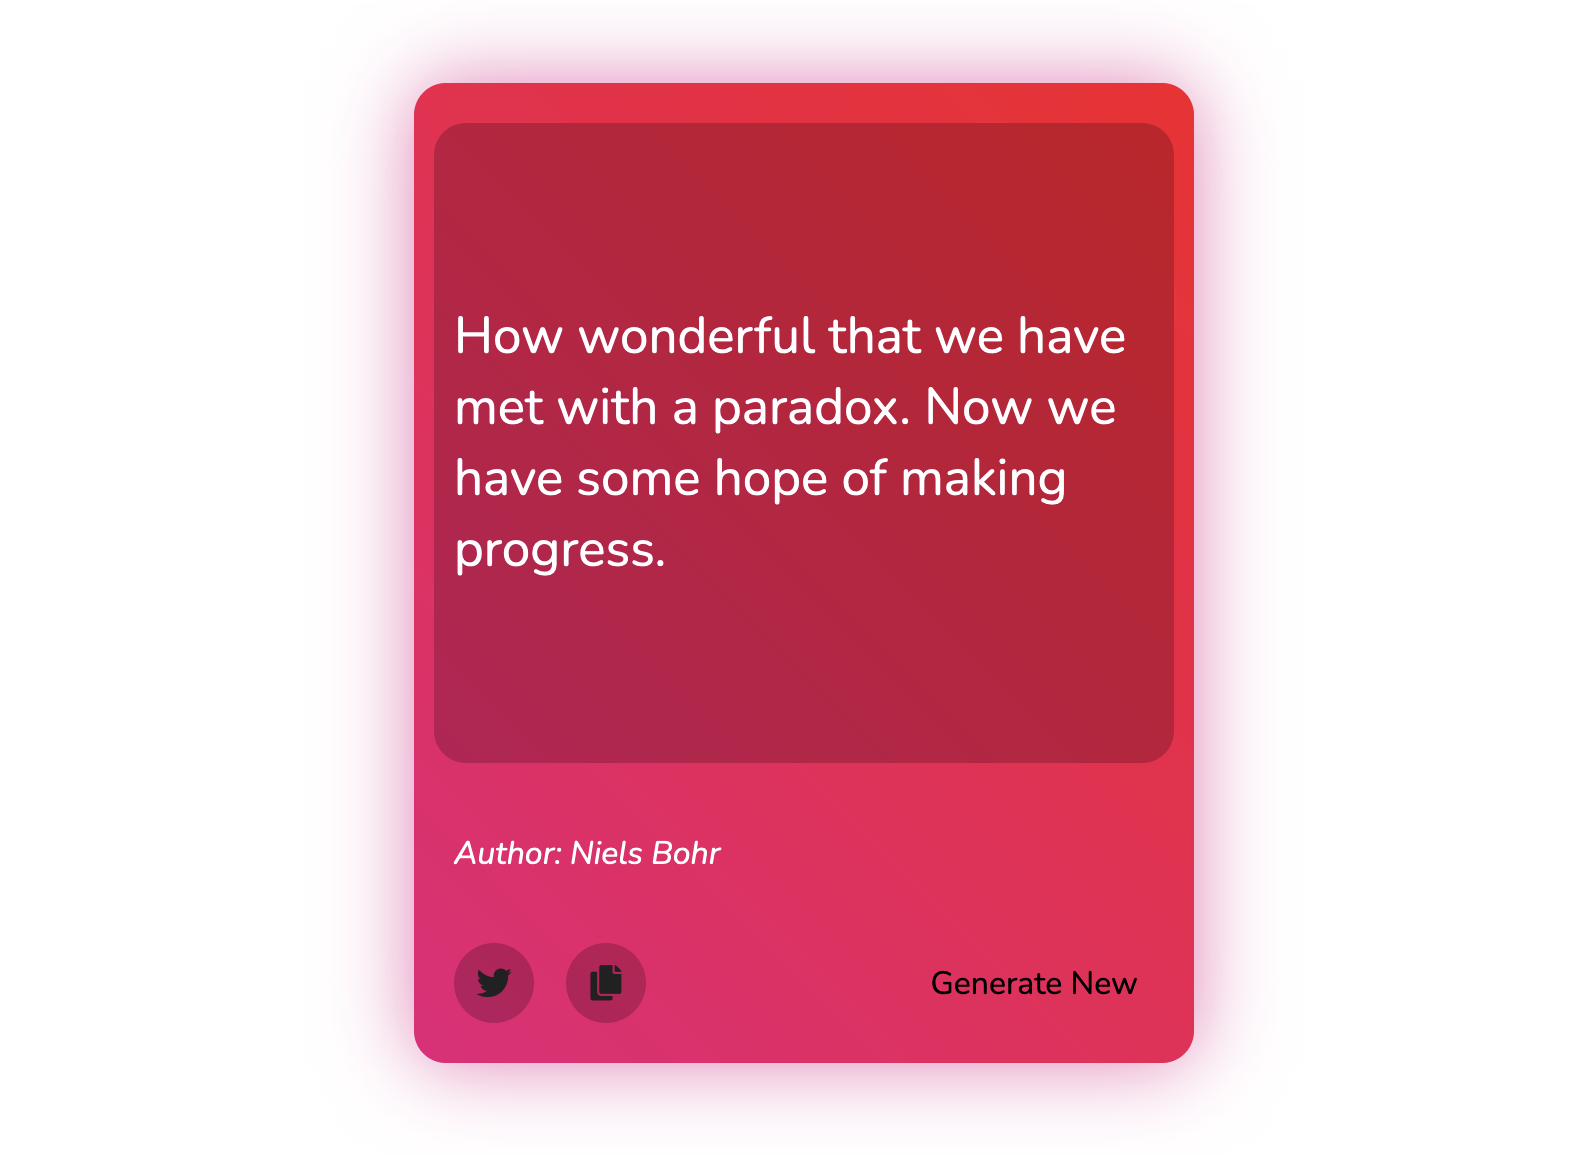 How wonderful that we have
met with a paradox. Now we
have some hope of making
progress.
Author: Niels Bohr
Generate New